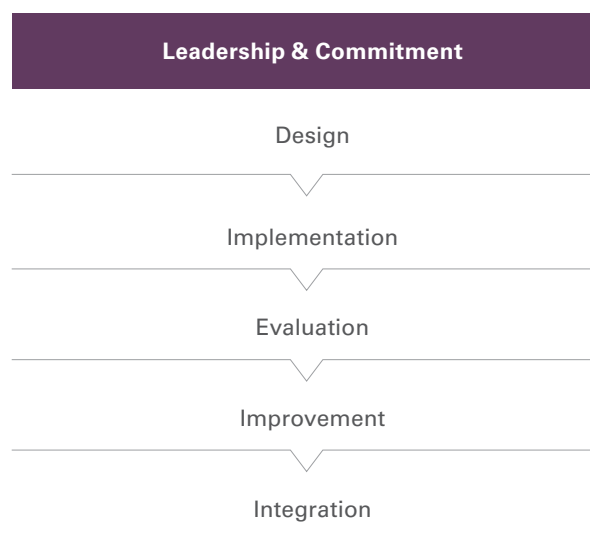 Leadership & Commitment
Design
Implementation
Evaluation
Improvement
Integration